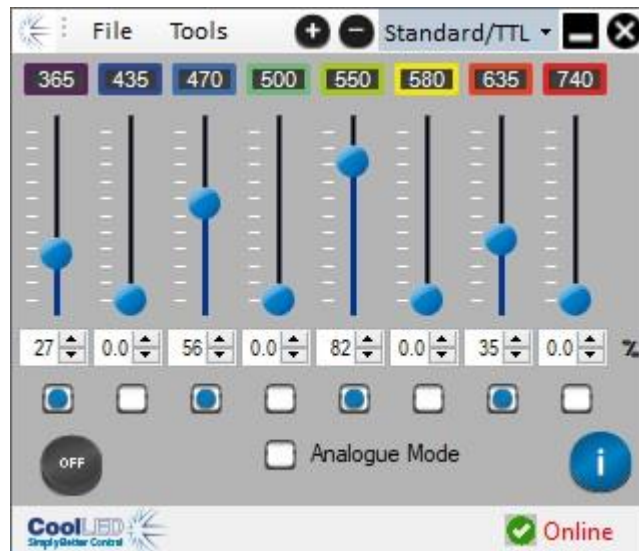 File Tools Standard/TTL
365 435 470 500 550 580 635 740
27 0.0 56 0.0 82 0.0 35 0.0 %
OFF Analogue Mode i
CoolLED
Simply Better Control
Online